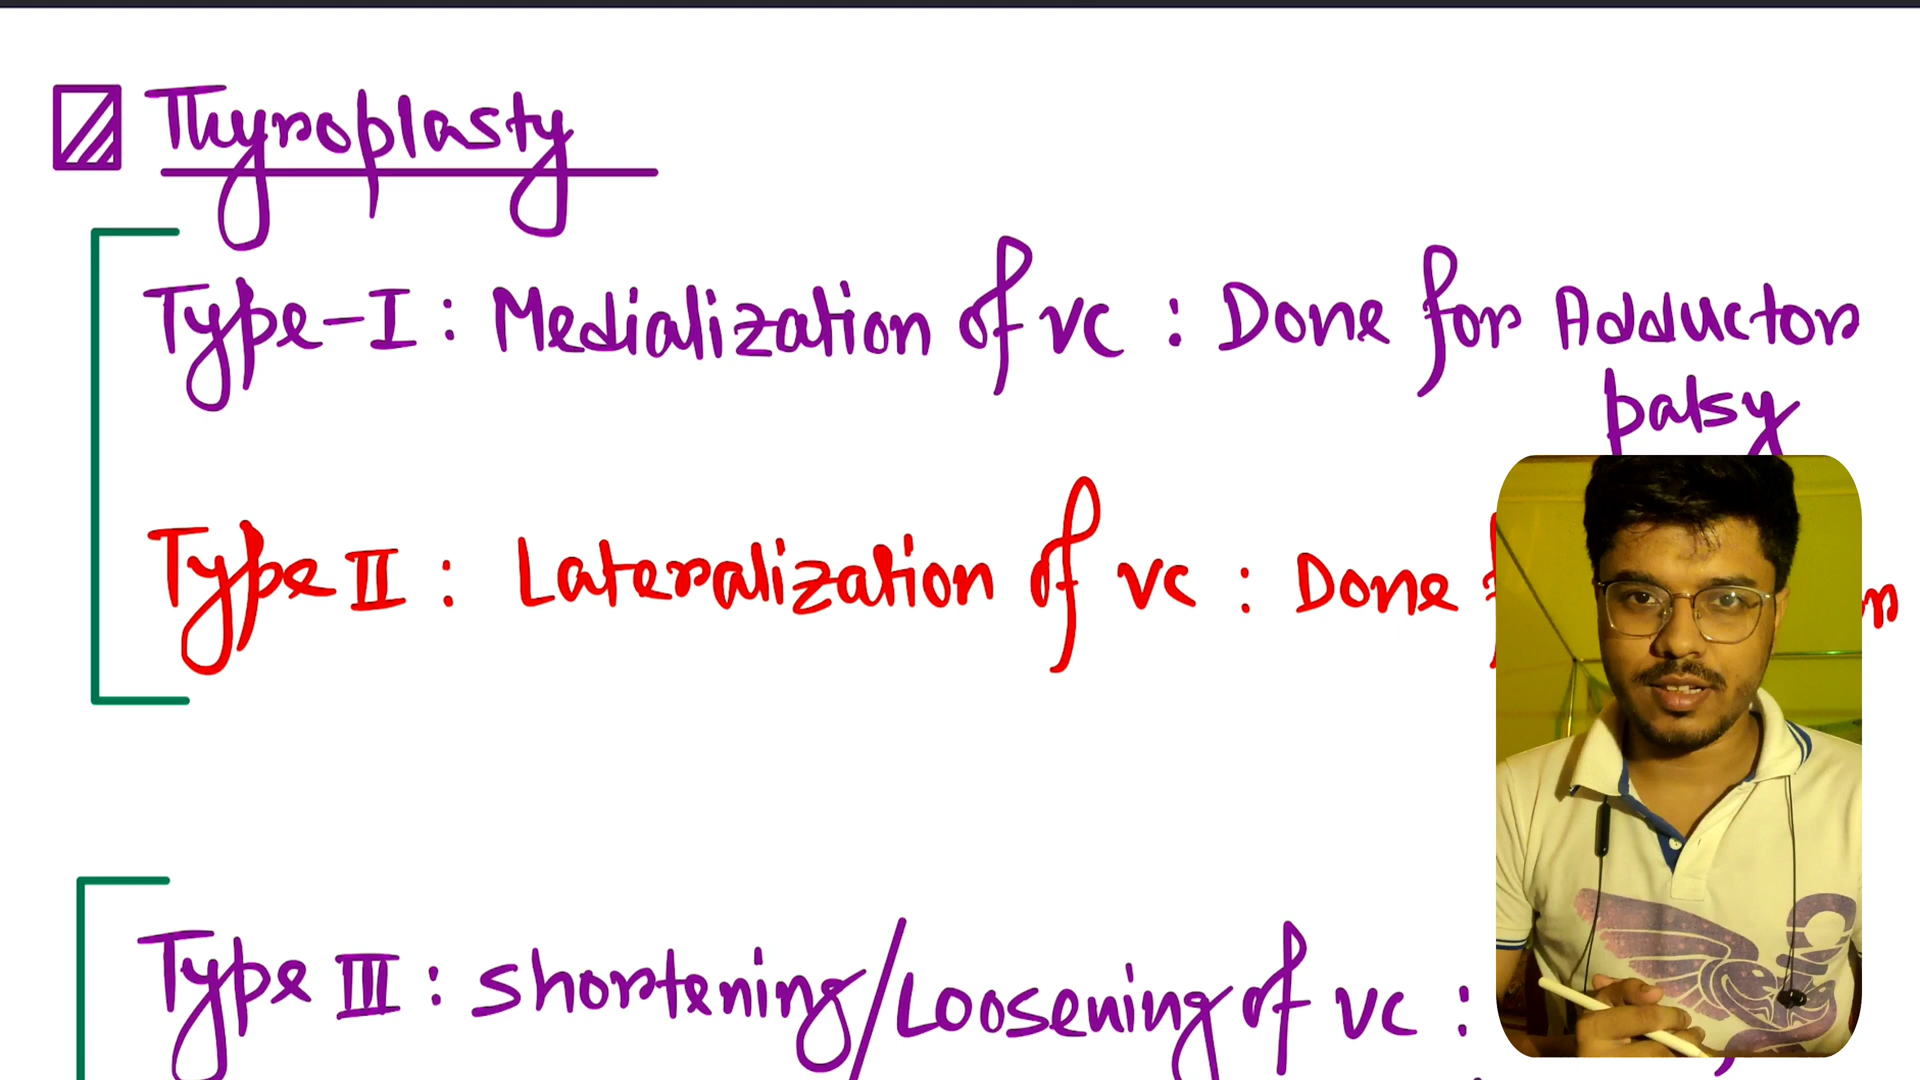 Thyroplasty
Type-I : Medialization of vc : Done for Adductor
palsy
Type II : Lateralization of vc : Done
Type III : shortening/Loosening of vc :